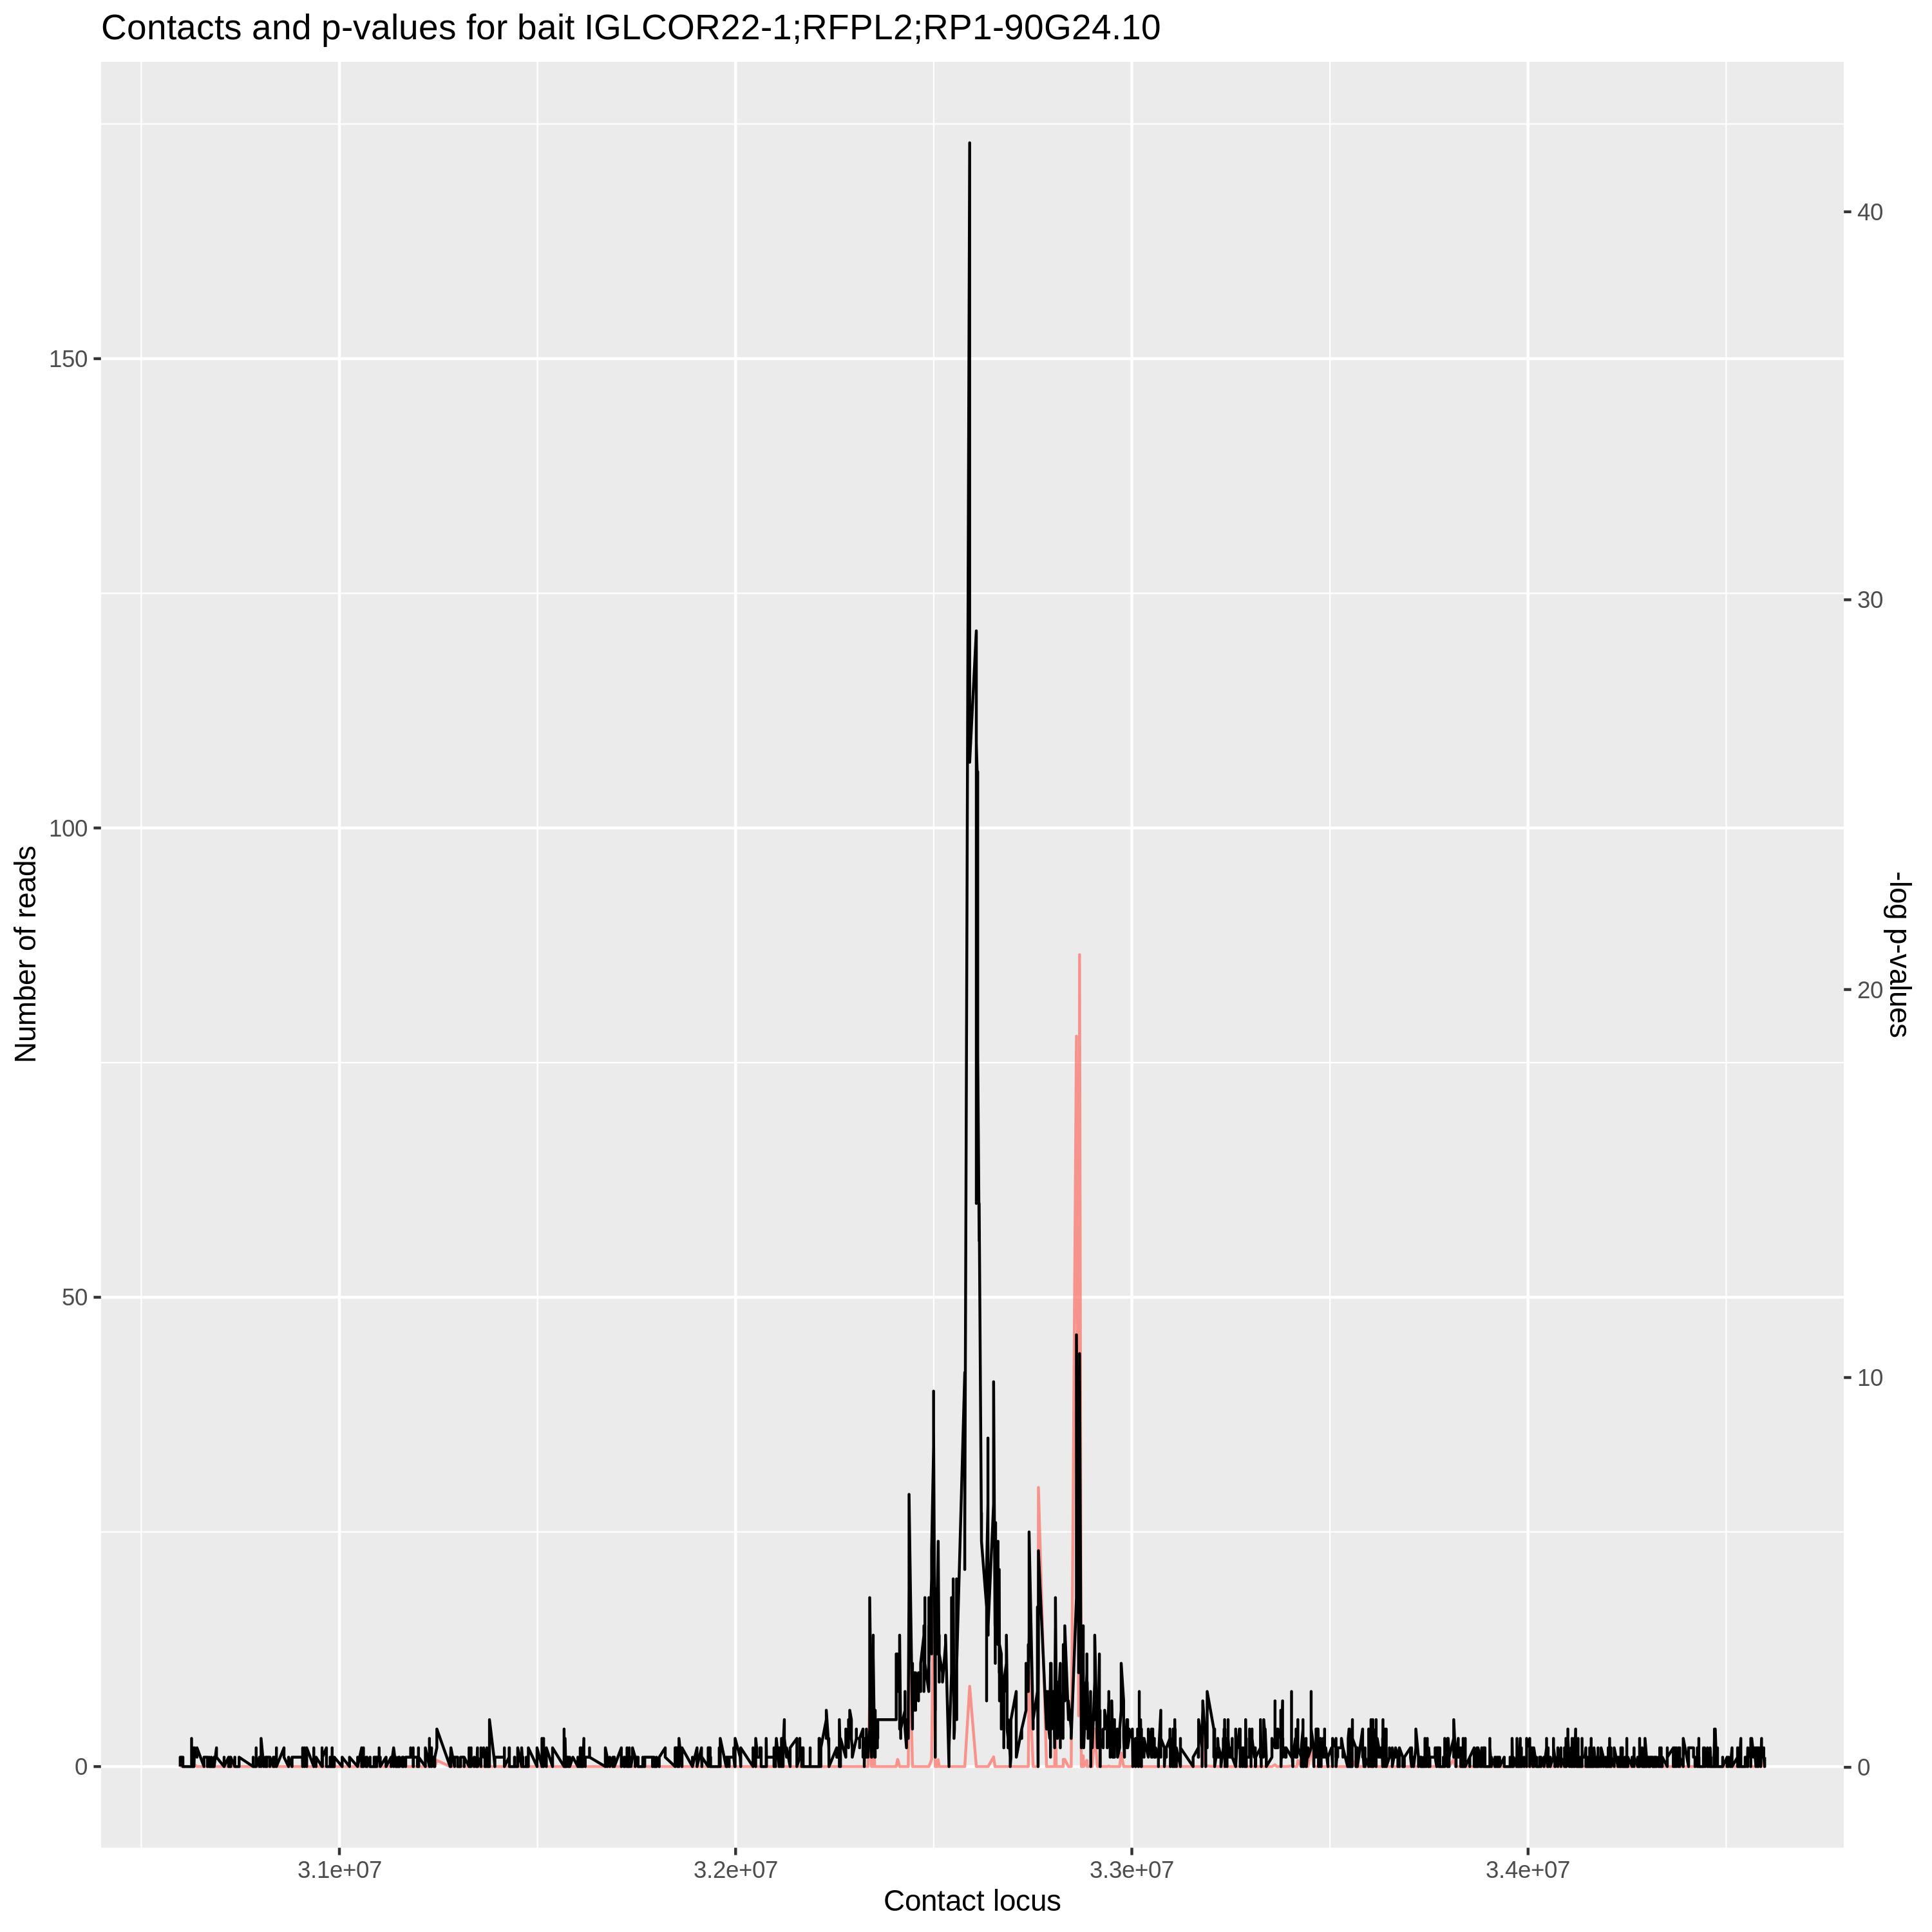 Contacts and p-values for bait IGLCOR22-1;RFPL2;RP1-90G24.10
Number of reads
150
100
50
0
40
30
20
10
0
-log p-values
3.1e+07
3.2e+07
3.3e+07
3.4e+07
Contact locus